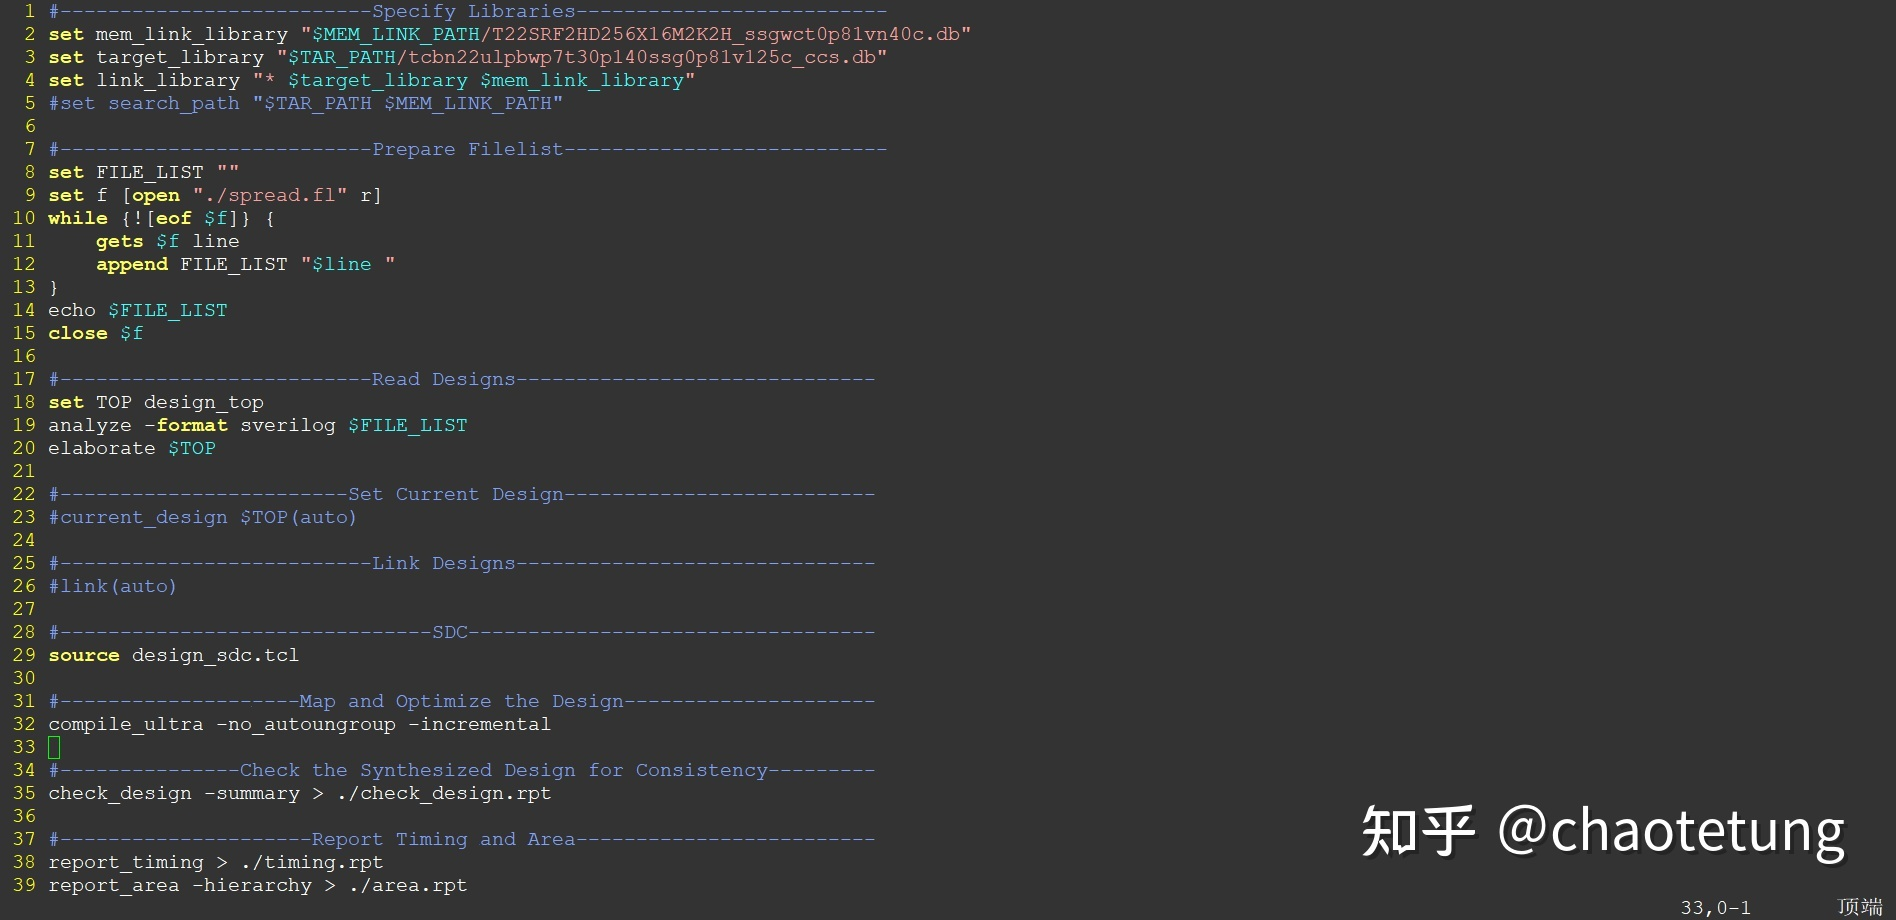 1 #--------------------------Specify Libraries--------------------------
2 set mem_link_library "$MEM_LINK_PATH/T22SRF2HD256X16M2K2H_ssgwct0p81vn40c.db"
3 set target_library "$TAR_PATH/tcbn22ulpbwp7t30p140ssg0p81v125c_ccs.db"
4 set link_library "* $target_library $mem_link_library"
5 #set search_path "$TAR_PATH $MEM_LINK_PATH"
6
7 #--------------------------Prepare Filelist---------------------------
8 set FILE_LIST ""
9 set f [open "./spread.fl" r]
10 while {![eof $f]} {
11     gets $f line
12     append FILE_LIST "$line "
13 }
14 echo $FILE_LIST
15 close $f
16
17 #--------------------------Read Designs------------------------------
18 set TOP design_top
19 analyze -format sverilog $FILE_LIST
20 elaborate $TOP
21
22 #------------------------Set Current Design--------------------------
23 #current_design $TOP(auto)
24
25 #--------------------------Link Designs------------------------------
26 #link(auto)
27
28 #-------------------------------SDC----------------------------------
29 source design_sdc.tcl
30
31 #--------------------Map and Optimize the Design---------------------
32 compile_ultra -no_autoungroup -incremental
33
34 #---------------Check the Synthesized Design for Consistency---------
35 check_design -summary > ./check_design.rpt
36
37 #---------------------Report Timing and Area-------------------------
38 report_timing > ./timing.rpt
39 report_area -hierarchy > ./area.rpt
知乎 @chaotetung
33,0-1 顶端